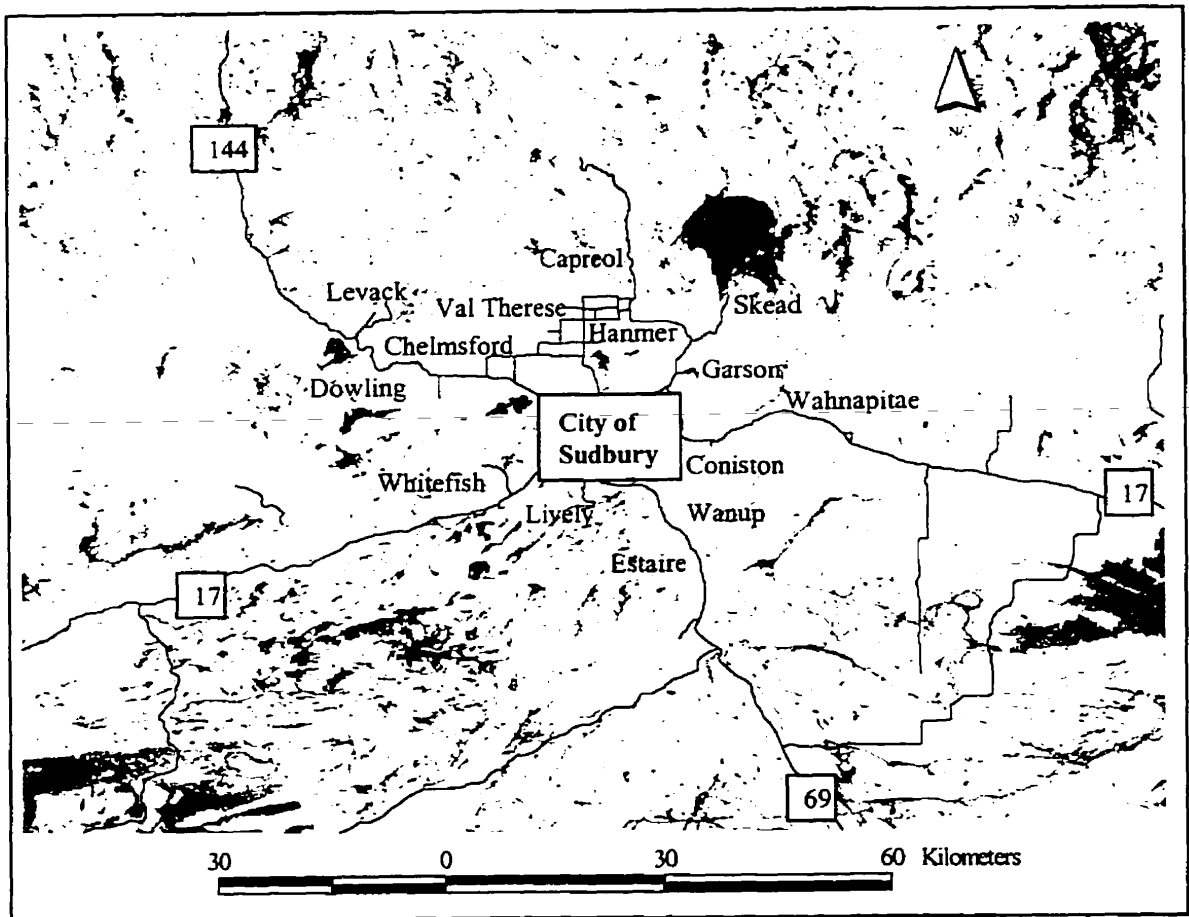 144
Capreol
Levack
Val Therese
Skead
Hanmer
Chelmsford
Garson
Dowling
Wahnapitae
City of
Sudbury
Coniston
Whitefish
17
Lively
Wanup
Estaire
17
69
30 0 30 60 Kilometers